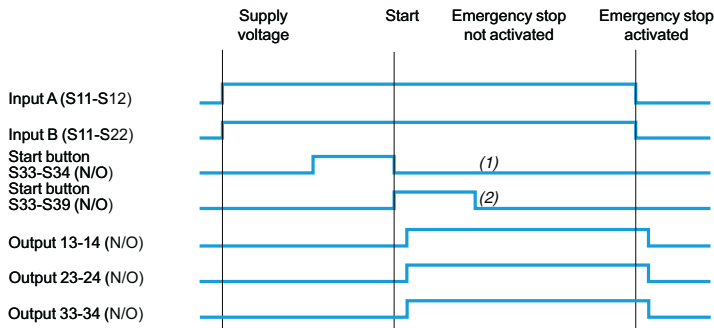 Supply voltage
Start
Emergency stop not activated
Emergency stop activated
Input A (S11-S12)
Input B (S11-S22)
Start button
S33-S34 (N/O)
(1)
Start button
S33-S39 (N/O)
(2)
Output 13-14 (N/O)
Output 23-24 (N/O)
Output 33-34 (N/O)